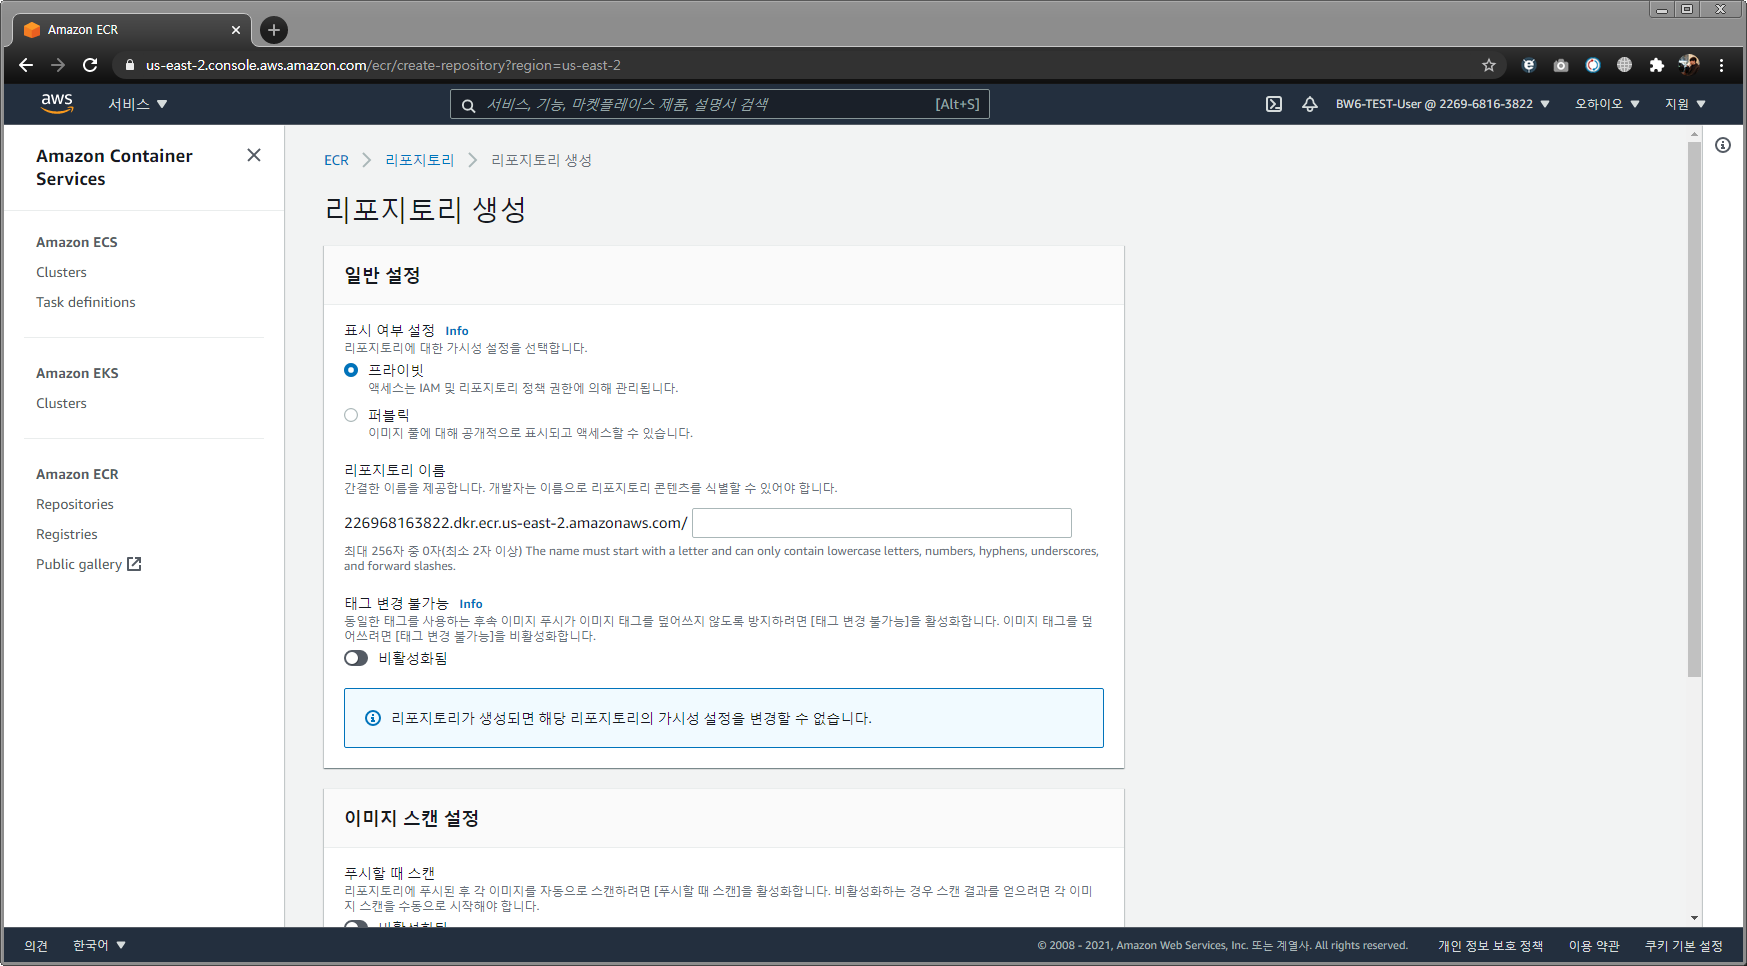 Amazon ECR
us-east-2.console.aws.amazon.com/ecr/create-repository?region=us-east-2
aws 서비스 ▼ 서비스, 기능, 마켓플레이스 제품, 설명서 검색 [Alt+S] BW6-TEST-User @ 2269-6816-3822 ▼ 오하이오 ▼ 지원 ▼
Amazon Container
Services
Amazon ECS
Clusters
Task definitions
Amazon EKS
Clusters
Amazon ECR
Repositories
Registries
Public gallery
ECR > 리포지토리 > 리포지토리 생성
리포지토리 생성
일반 설정
표시 여부 설정 Info
리포지토리에 대한 가시성 설정을 선택합니다.
프라이빗
액세스는 IAM 및 리포지토리 정책 권한에 의해 관리됩니다.
퍼블릭
이미지 풀에 대해 공개적으로 표시되고 액세스할 수 있습니다.
리포지토리 이름
간결한 이름을 제공합니다. 개발자는 이름으로 리포지토리 콘텐츠를 식별할 수 있어야 합니다.
226968163822.dkr.ecr.us-east-2.amazonaws.com/
최대 256자 중 0자(최소 2자 이상) The name must start with a letter and can only contain lowercase letters, numbers, hyphens, underscores,
and forward slashes.
태그 변경 불가능 Info
동일한 태그를 사용하는 후속 이미지 푸시가 이미지 태그를 덮어쓰지 않도록 방지하려면 [태그 변경 불가능]을 활성화합니다. 이미지 태그를 덮
어쓰려면 [태그 변경 불가능]을 비활성화합니다.
비활성화됨
리포지토리가 생성되면 해당 리포지토리의 가시성 설정을 변경할 수 없습니다.
이미지 스캔 설정
푸시할 때 스캔
리포지토리에 푸시된 후 각 이미지를 자동으로 스캔하려면 [푸시할 때 스캔]을 활성화합니다. 비활성화하는 경우 스캔 결과를 얻으려면 각 이미
지 스캔을 수동으로 시작해야 합니다.
비활성화됨
의견 한국어 ▼ © 2008 - 2021, Amazon Web Services, Inc. 또는 계열사. All rights reserved. 개인 정보 보호 정책 이용 약관 쿠키 기본 설정